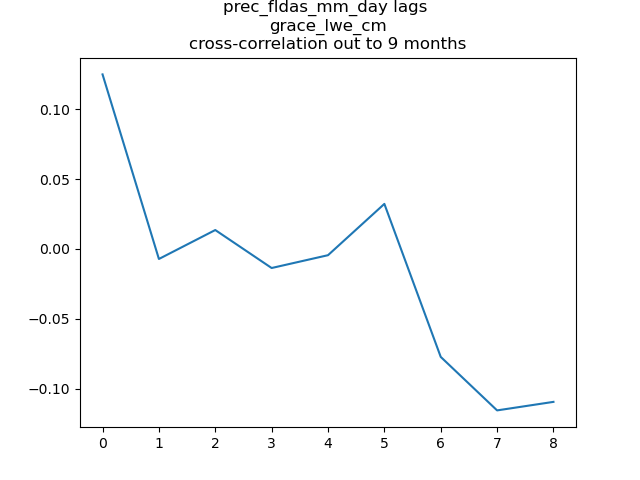 prec_fldas_mm_day lags
grace_lwe_cm
cross-correlation out to 9 months
0.10
0.05
0.00
−0.05
−0.10
0 1 2 3 4 5 6 7 8